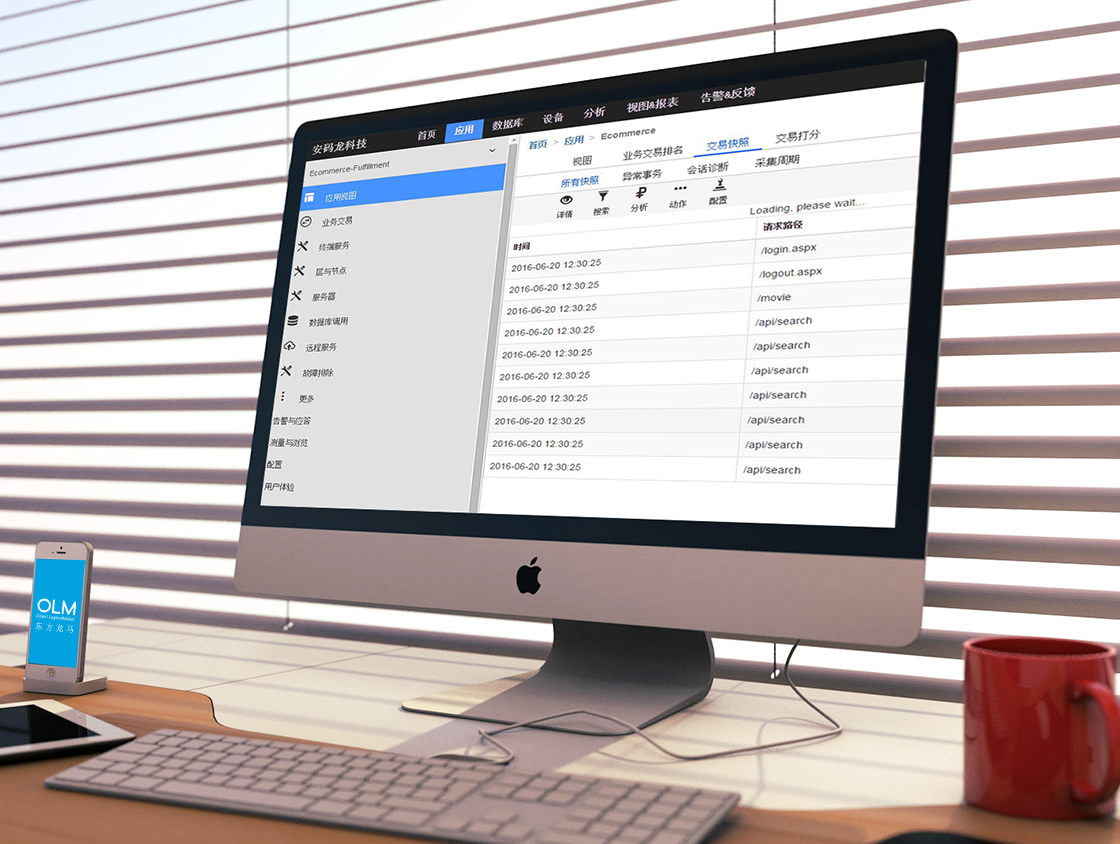 安码龙科技
首页 应用 数据库 设备 分析 视图&报表 告警&反馈
Ecommerce-Fulfillment
应用视图
业务交易
终端服务
层与节点
服务器
数据库调用
远程服务
故障排除
更多
告警与应答
测量与浏览
配置
用户体验
首页 > 应用 > Ecommerce
视图 业务交易排名 交易快照 交易打分
所有快照 异常事务 会话诊断 采集周期
详情 搜索 分析 动作 配置
Loading, please wait...
时间 请求路径
2016-06-20 12:30:25 /login.aspx
2016-06-20 12:30:25 /logout.aspx
2016-06-20 12:30:25 /movie
2016-06-20 12:30:25 /api/search
2016-06-20 12:30:25 /api/search
2016-06-20 12:30:25 /api/search
2016-06-20 12:30:25 /api/search
2016-06-20 12:30:25 /api/search
2016-06-20 12:30:25 /api/search
2016-06-20 12:30:25 /api/search
OLM
东方龙马